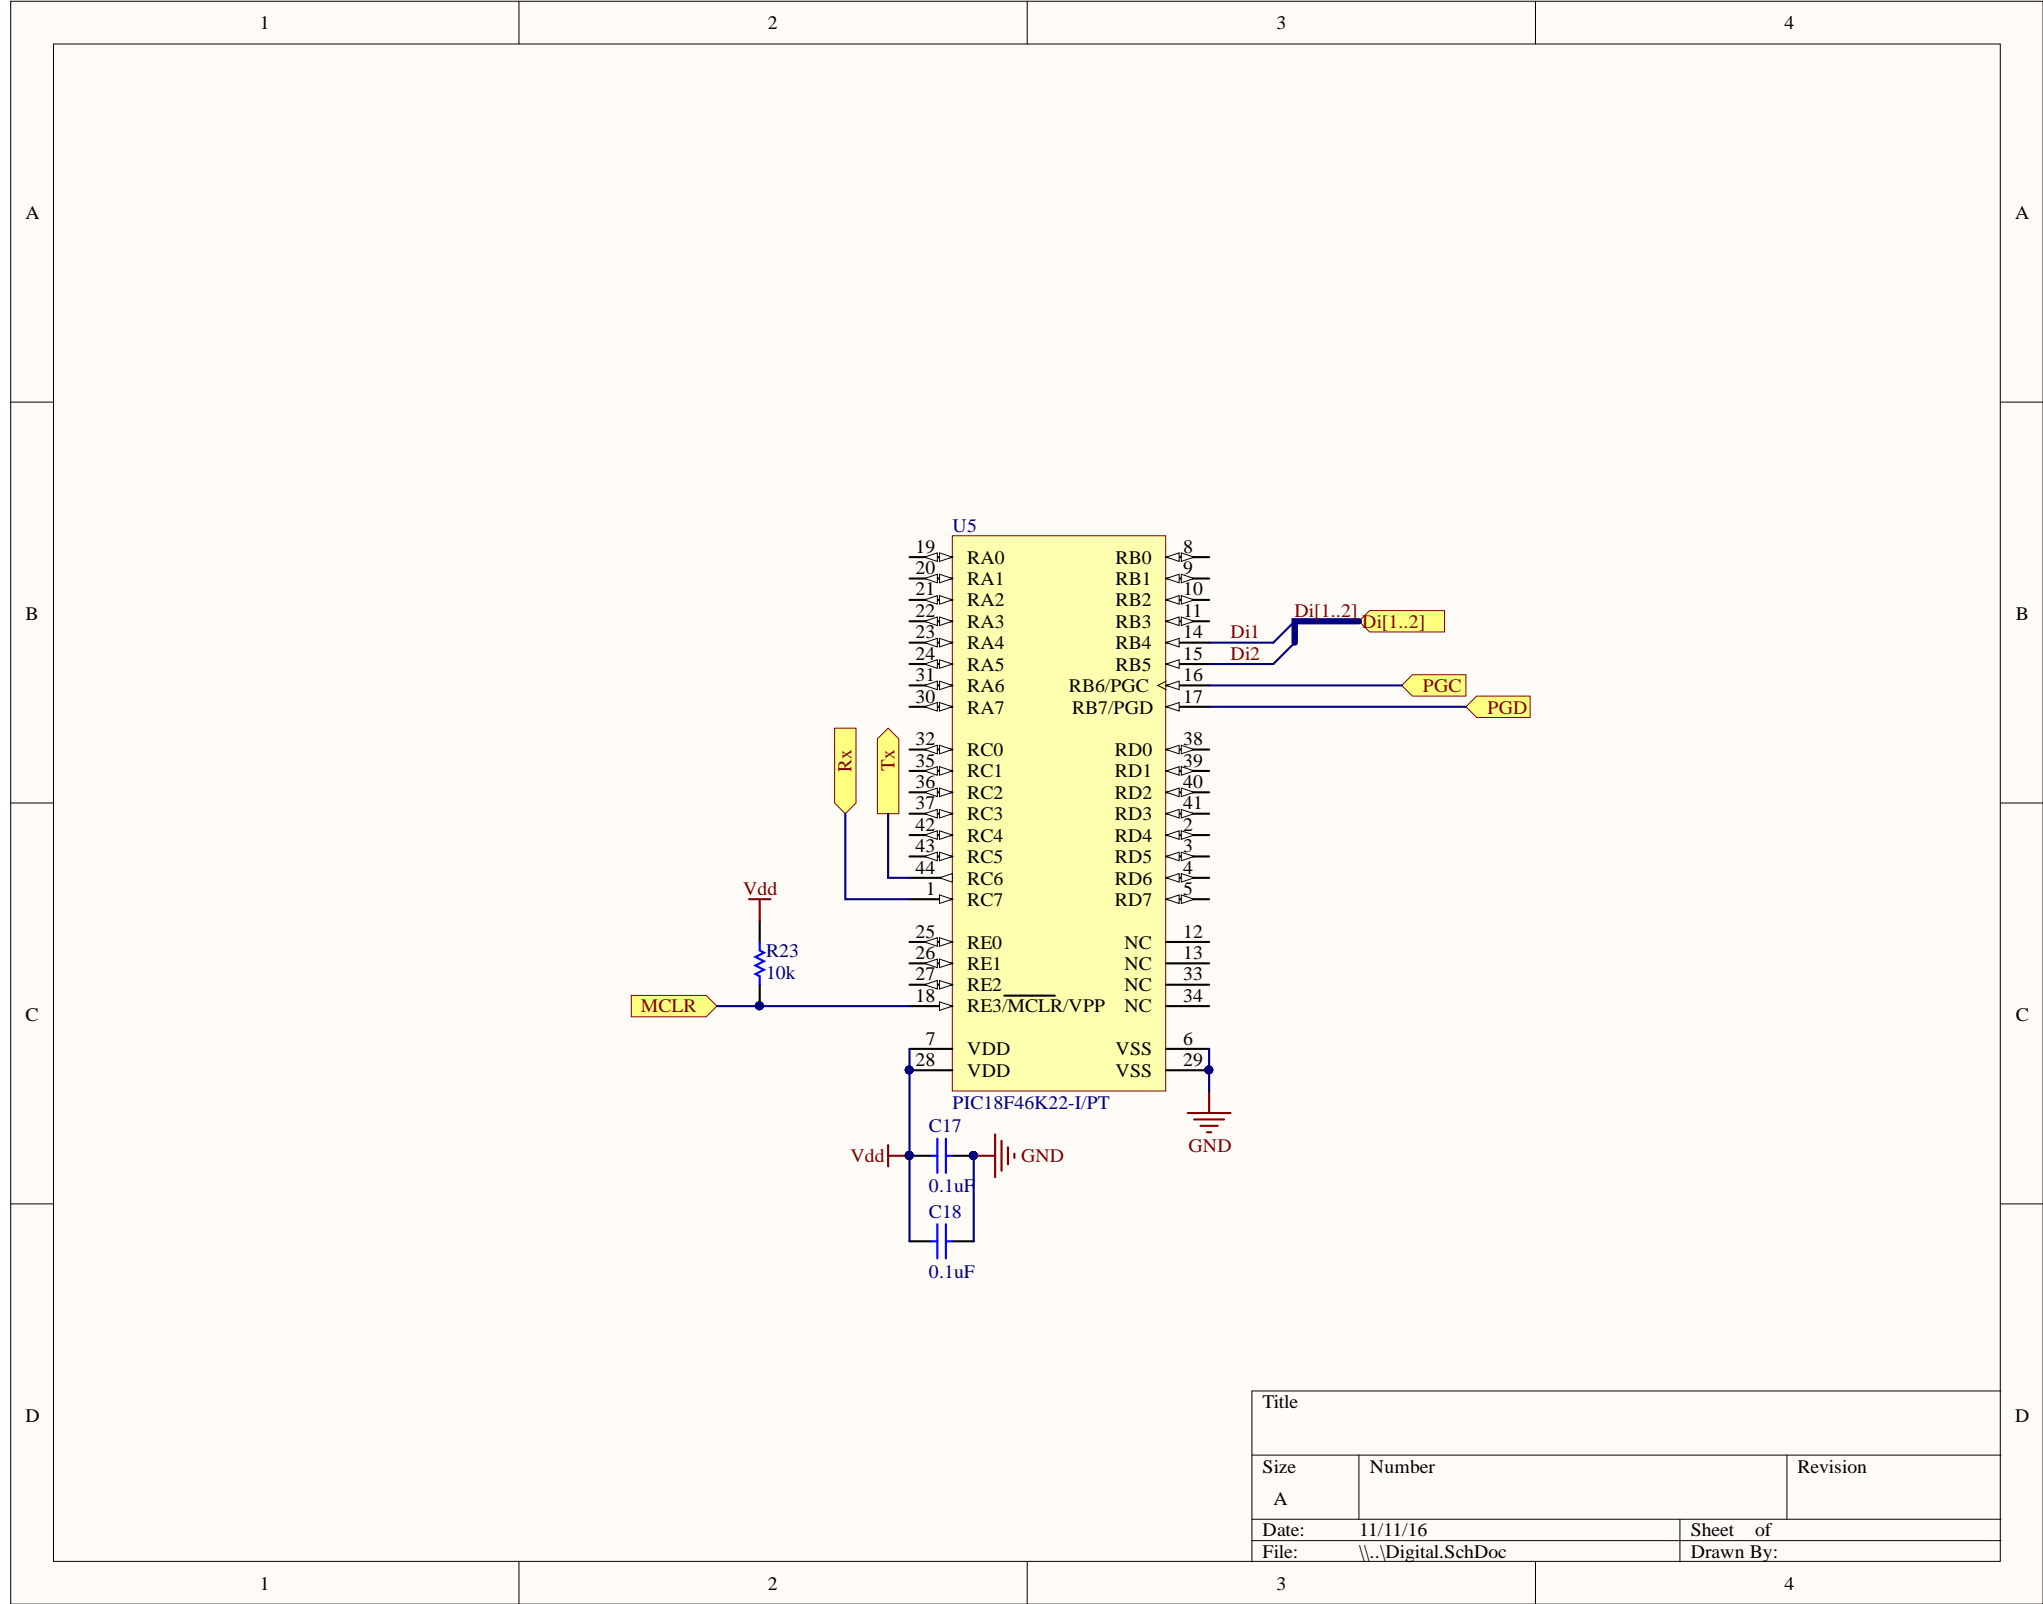 1 2 3 4
A A
B B
C C
D D
U5
19 RA0 RB0 8
20 RA1 RB1 9
21 RA2 RB2 10
22 RA3 RB3 11
23 RA4 RB4 14
24 RA5 RB5 15
31 RA6 RB6/PGC 16
30 RA7 RB7/PGD 17
Di1
Di2
Di[1..2]
Di[1..2]
PGC
PGD
Rx
Tx
32 RC0 RD0 38
35 RC1 RD1 39
36 RC2 RD2 40
37 RC3 RD3 41
42 RC4 RD4 2
43 RC5 RD5 3
44 RC6 RD6 4
1 RC7 RD7 5
Vdd
R23
10k
MCLR
25 RE0 NC 12
26 RE1 NC 13
27 RE2 NC 33
18 RE3/MCLR/VPP NC 34
7 VDD VSS 6
28 VDD VSS 29
PIC18F46K22-I/PT
GND
C17
Vdd GND
0.1uF
C18
0.1uF
Title
Size Number Revision
A
Date: 11/11/16 Sheet of
File: \\..\Digital.SchDoc Drawn By:
1 2 3 4